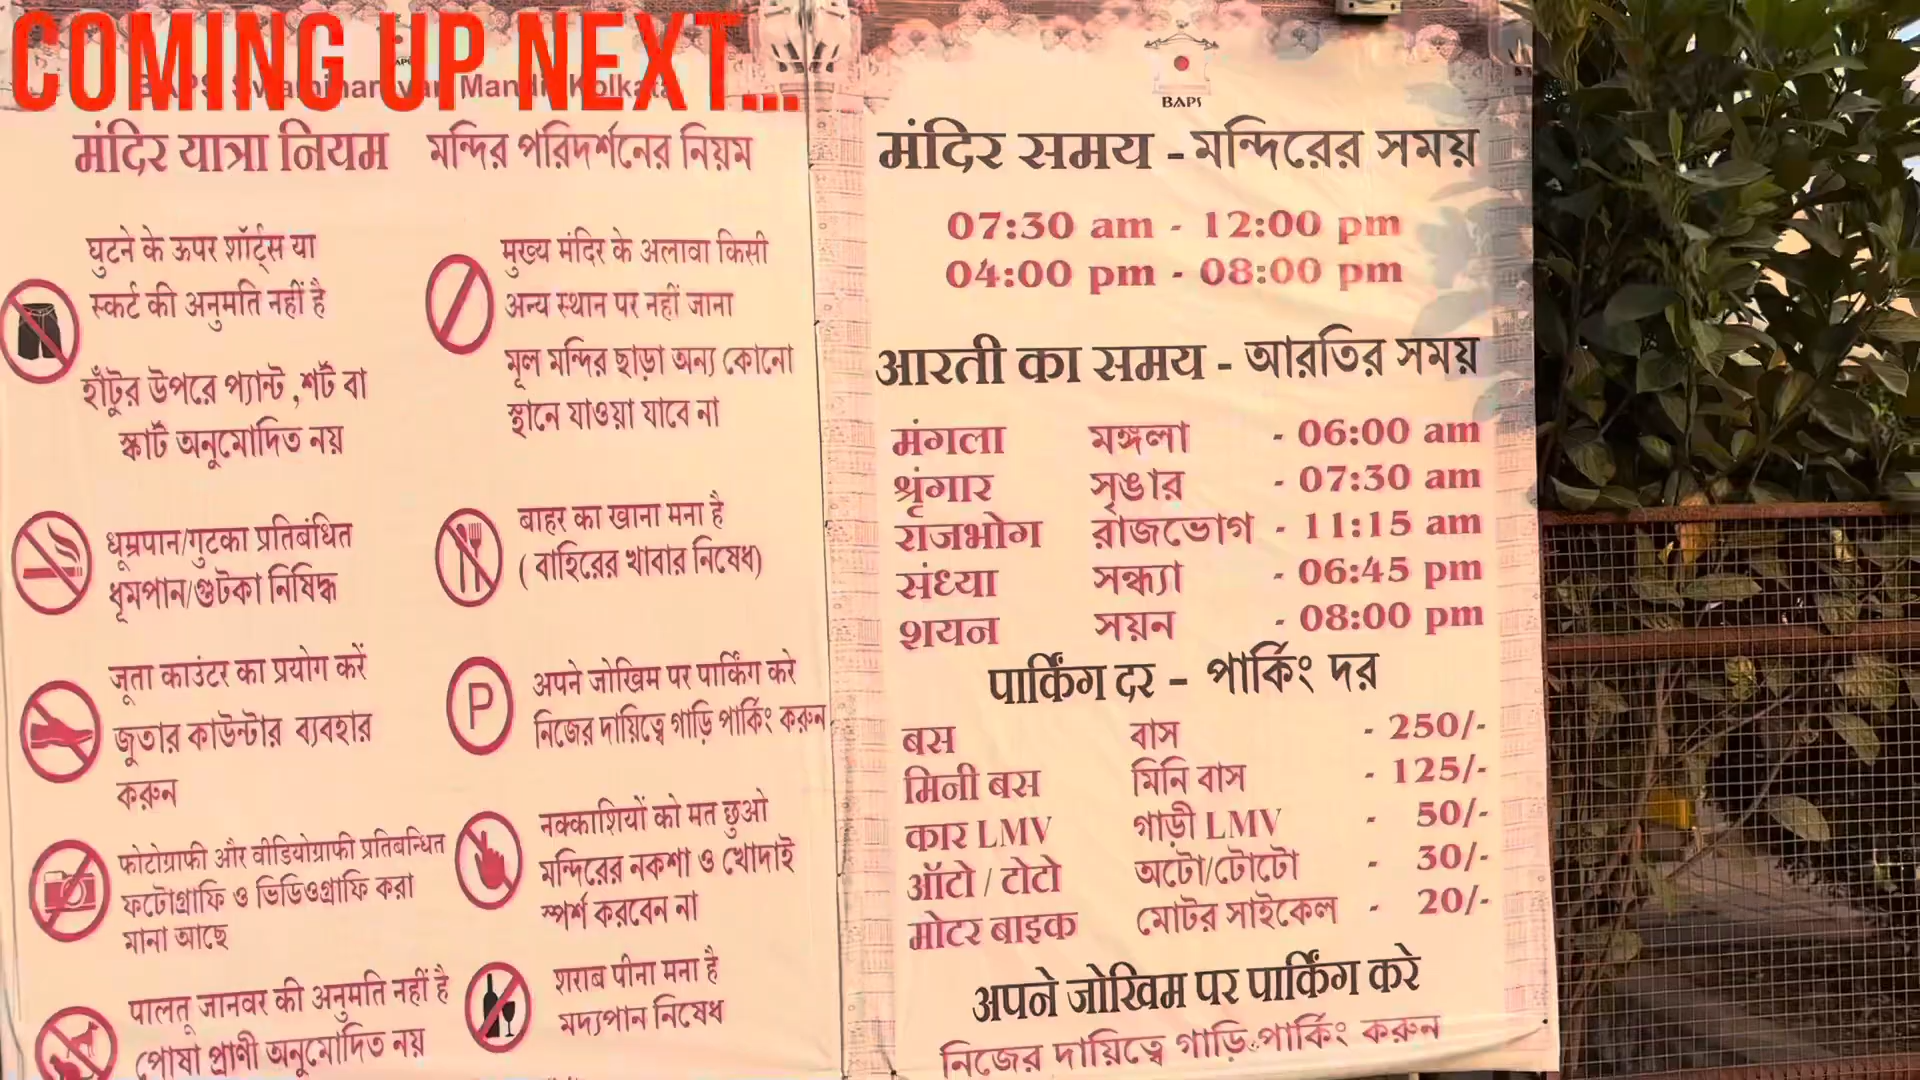 COMING UP NEXT...
BAPS Swaminarayan Mandir Kolkata
मंदिर यात्रा नियम
মন্দির পরিদর্শনের নিয়ম
घुटने के ऊपर शॉर्ट्स या
स्कर्ट की अनुमति नहीं है
হাঁটুর উপরে প্যান্ট ,শর্ট বা
স্কার্ট অনুমোদিত নয়
धूम्रपान/गुटका प्रतिबंधित
ধূমপান/গুটকা নিষিদ্ধ
जूता काउंटर का प्रयोग करें
জুতার কাউন্টার ব্যবহার
করুন
फोटोग्राफी और वीडियोग्राफी प्रतिबन्धित
ফটোগ্রাফি ও ভিডিওগ্রাফি করা
মানা আছে
पालतू जानवर की अनुमति नहीं है
পোষা প্রাণী অনুমোদিত নয়
मुख्य मंदिर के अलावा किसी
अन्य स्थान पर नहीं जाना
মূল মন্দির ছাড়া অন্য কোনো
স্থানে যাওয়া যাবে না
बाहर का खाना मना है
( বাহিরের খাবার নিষেধ)
P
अपने जोखिम पर पार्किंग करे
নিজের দায়িত্বে গাড়ি পার্কিং করুন
नक्काशियों को मत छुओ
মন্দিরের নকশা ও খোদাই
স্পর্শ করবেন না
शराब पीना मना है
মদ্যপান নিষেধ
BAPS
मंदिर समय - মন্দিরের সময়
07:30 am - 12:00 pm
04:00 pm - 08:00 pm
आरती का समय - আরতির সময়
मंगला মঙ্গলা - 06:00 am
श्रृंगार সৃঙার - 07:30 am
राजभोग রাজভোগ - 11:15 am
संध्या সন্ধ্যা - 06:45 pm
शयन সয়ন - 08:00 pm
पार्किंग दर - পার্কিং দর
बस বাস - 250/-
मिनी बस মিনি বাস - 125/-
कार LMV গাড়ী LMV - 50/-
ऑटो / टोटो অটো/টোটো - 30/-
मोटर बाइक মোটর সাইকেল - 20/-
अपने जोखिम पर पार्किंग करे
নিজের দায়িত্বে গাড়ি পার্কিং করুন